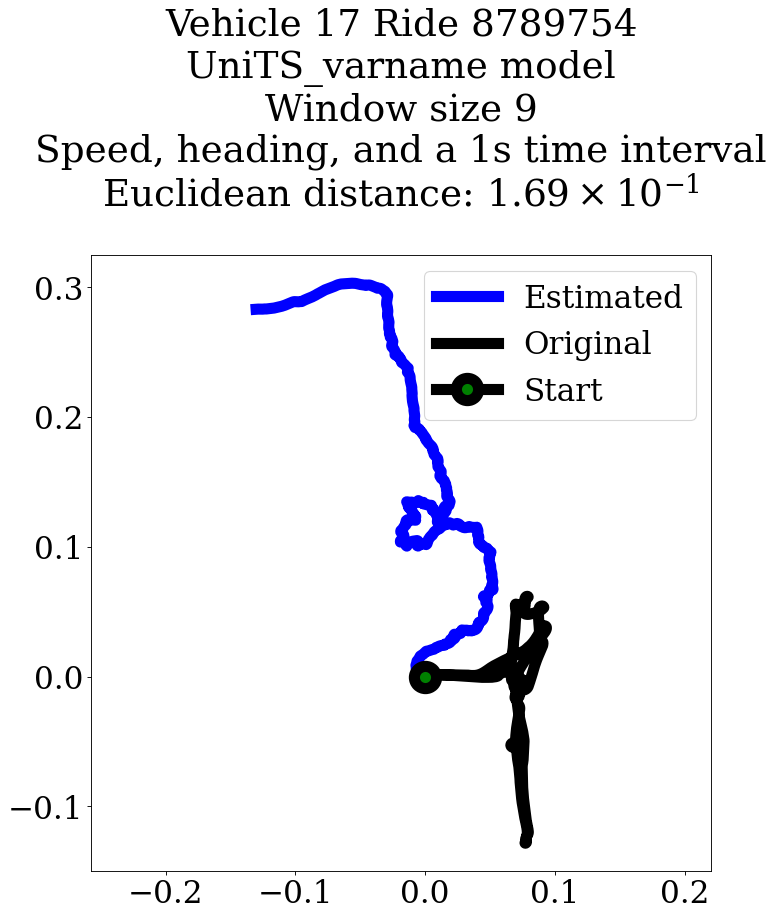 Vehicle 17 Ride 8789754
UniTS_varname model
Window size 9
Speed, heading, and a 1s time interval
Euclidean distance: 1.69 × 10⁻¹
Estimated
Original
Start
0.3
0.2
0.1
0.0
−0.1
−0.2
−0.1
0.0
0.1
0.2